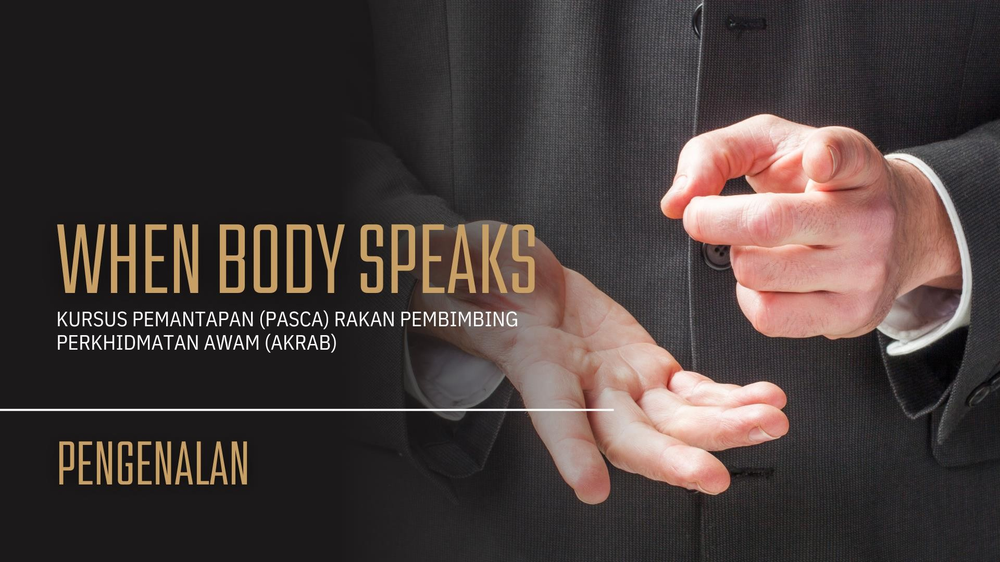 WHEN BODY SPEAKS
KURSUS PEMANTAPAN (PASCA) RAKAN PEMBIMBING
PERKHIDMATAN AWAM (AKRAB)
PENGENALAN